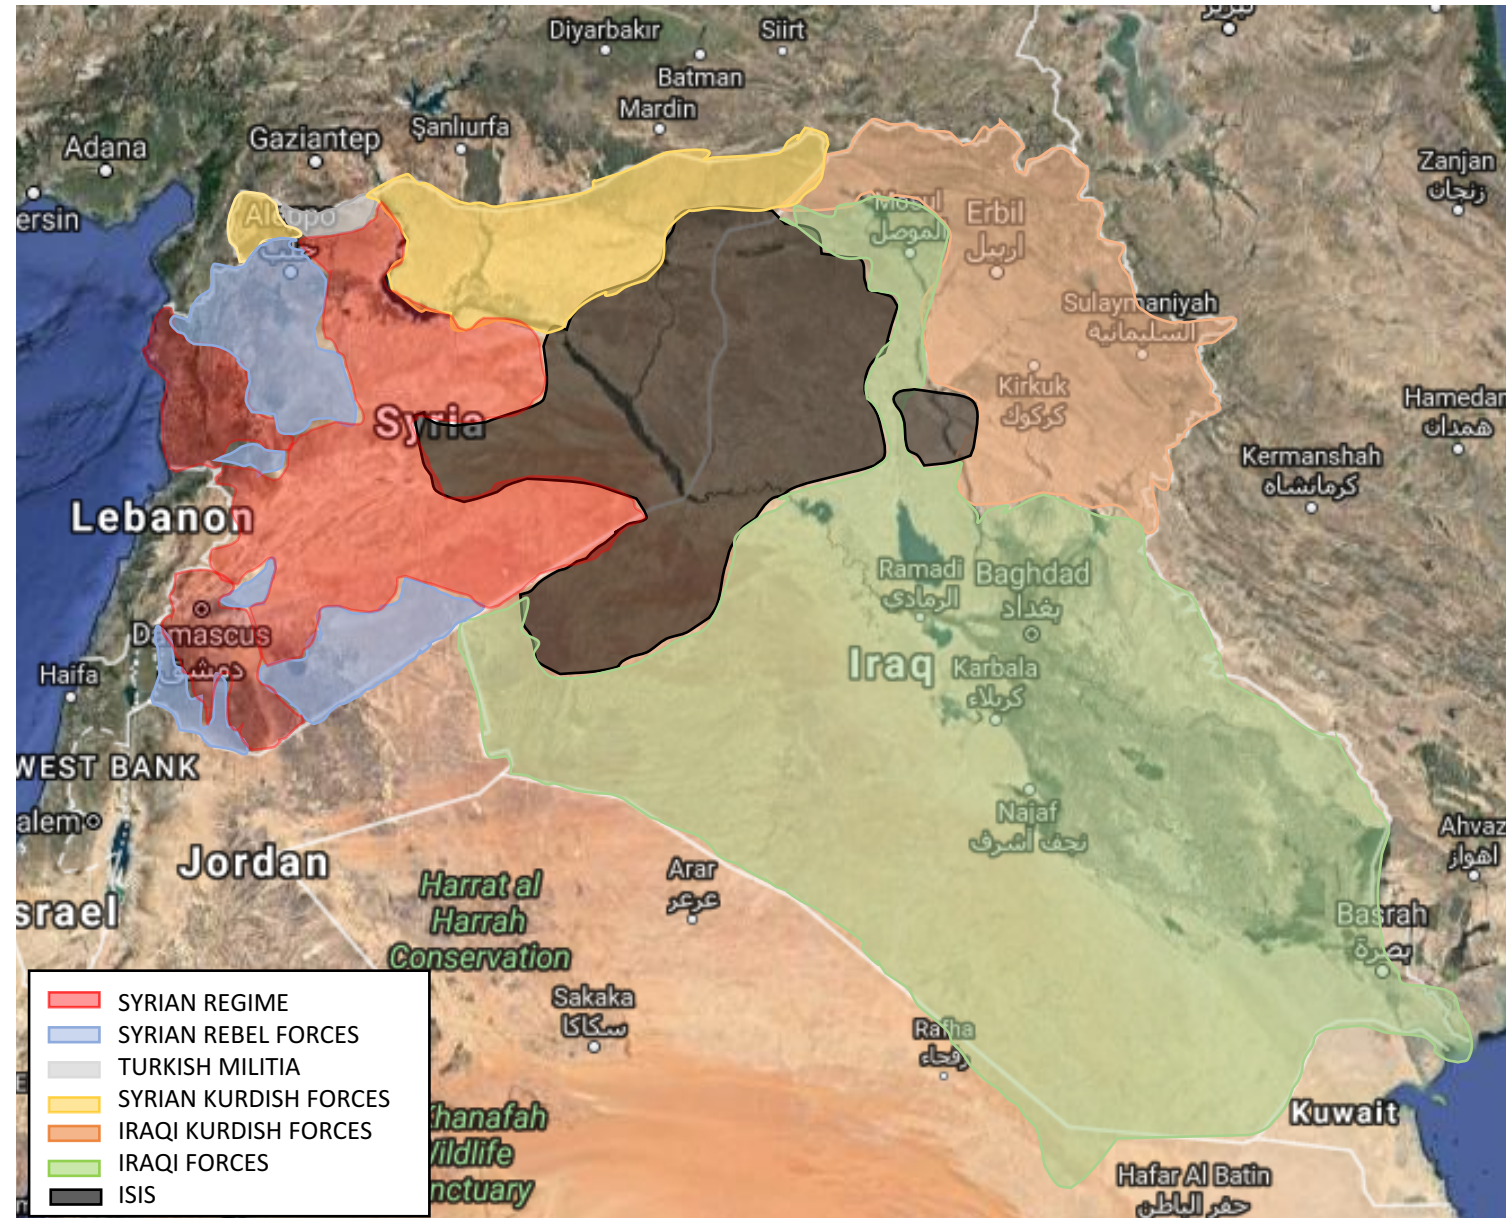 تبريز
Diyarbakır
Siirt
Batman
Mardin
Gaziantep
Şanlıurfa
Adana
Zanjan
زنجان
ersin
Aleppo
حلب
Mosul
الموصل
Erbil
اربيل
Sulaymaniyah
السليمانية
Kirkuk
كركوك
Hamedan
همدان
Syria
Kermanshah
كرمانشاه
Lebanon
Ramadi
الرمادي
Baghdad
بغداد
Damascus
دمشق
Haifa
Iraq
Karbala
كربلاء
WEST BANK
alem
Najaf
نجف أشرف
Ahvaz
اهواز
Jordan
Arar
عرعر
Harrat al
Harrah
Conservation
srael
Basrah
بصرة
Sakaka
سكاكا
Rafha
رفحاء
Kuwait
Khanafah
Wildlife
nctuary
Hafar Al Batin
حفر الباطن
SYRIAN REGIME
SYRIAN REBEL FORCES
TURKISH MILITIA
SYRIAN KURDISH FORCES
IRAQI KURDISH FORCES
IRAQI FORCES
ISIS